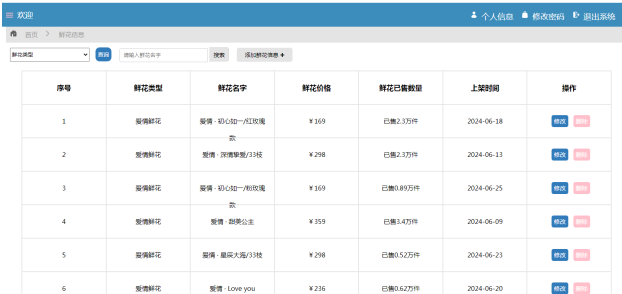 欢迎 个人信息 修改密码 退出系统
首页 > 鲜花信息
鲜花类型 查询 请输入鲜花名字 搜索 添加鲜花信息 +
序号 鲜花类型 鲜花名字 鲜花价格 鲜花已售数量 上架时间 操作
1 爱情鲜花 爱情 · 初心如一/红玫瑰 ¥169 已售2.3万件 2024-06-18 修改 删除
款
2 爱情鲜花 爱情 · 深情挚爱/33枝 ¥298 已售2.3万件 2024-06-13 修改 删除
3 爱情鲜花 爱情 · 初心如一/粉玫瑰 ¥169 已售0.89万件 2024-06-25 修改 删除
款
4 爱情鲜花 爱情 · 甜美公主 ¥359 已售3.4万件 2024-06-09 修改 删除
5 爱情鲜花 爱情 · 星辰大海/33枝 ¥298 已售0.52万件 2024-06-23 修改 删除
6 爱情鲜花 爱情 · Love you ¥236 已售0.62万件 2024-06-20 修改 删除